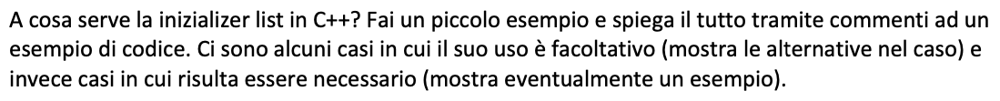 A cosa serve la inizializer list in C++? Fai un piccolo esempio e spiega il tutto tramite commenti ad un
esempio di codice. Ci sono alcuni casi in cui il suo uso è facoltativo (mostra le alternative nel caso) e
invece casi in cui risulta essere necessario (mostra eventualmente un esempio).